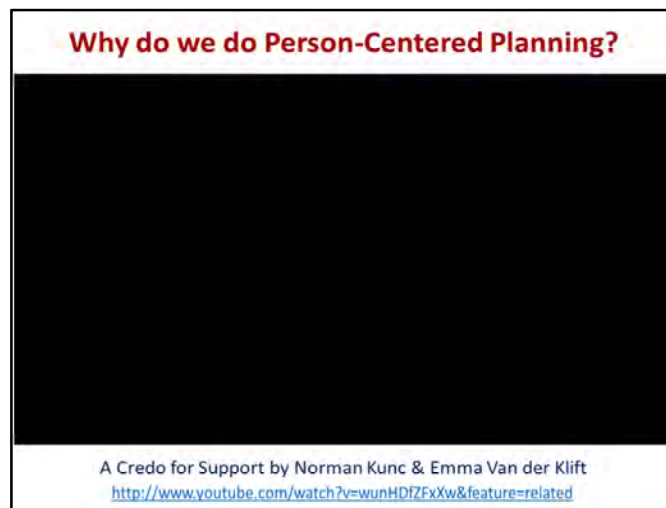 Why do we do Person-Centered Planning?
A Credo for Support by Norman Kunc & Emma Van der Klift
http://www.youtube.com/watch?v=wunHDfZFxXw&feature=related